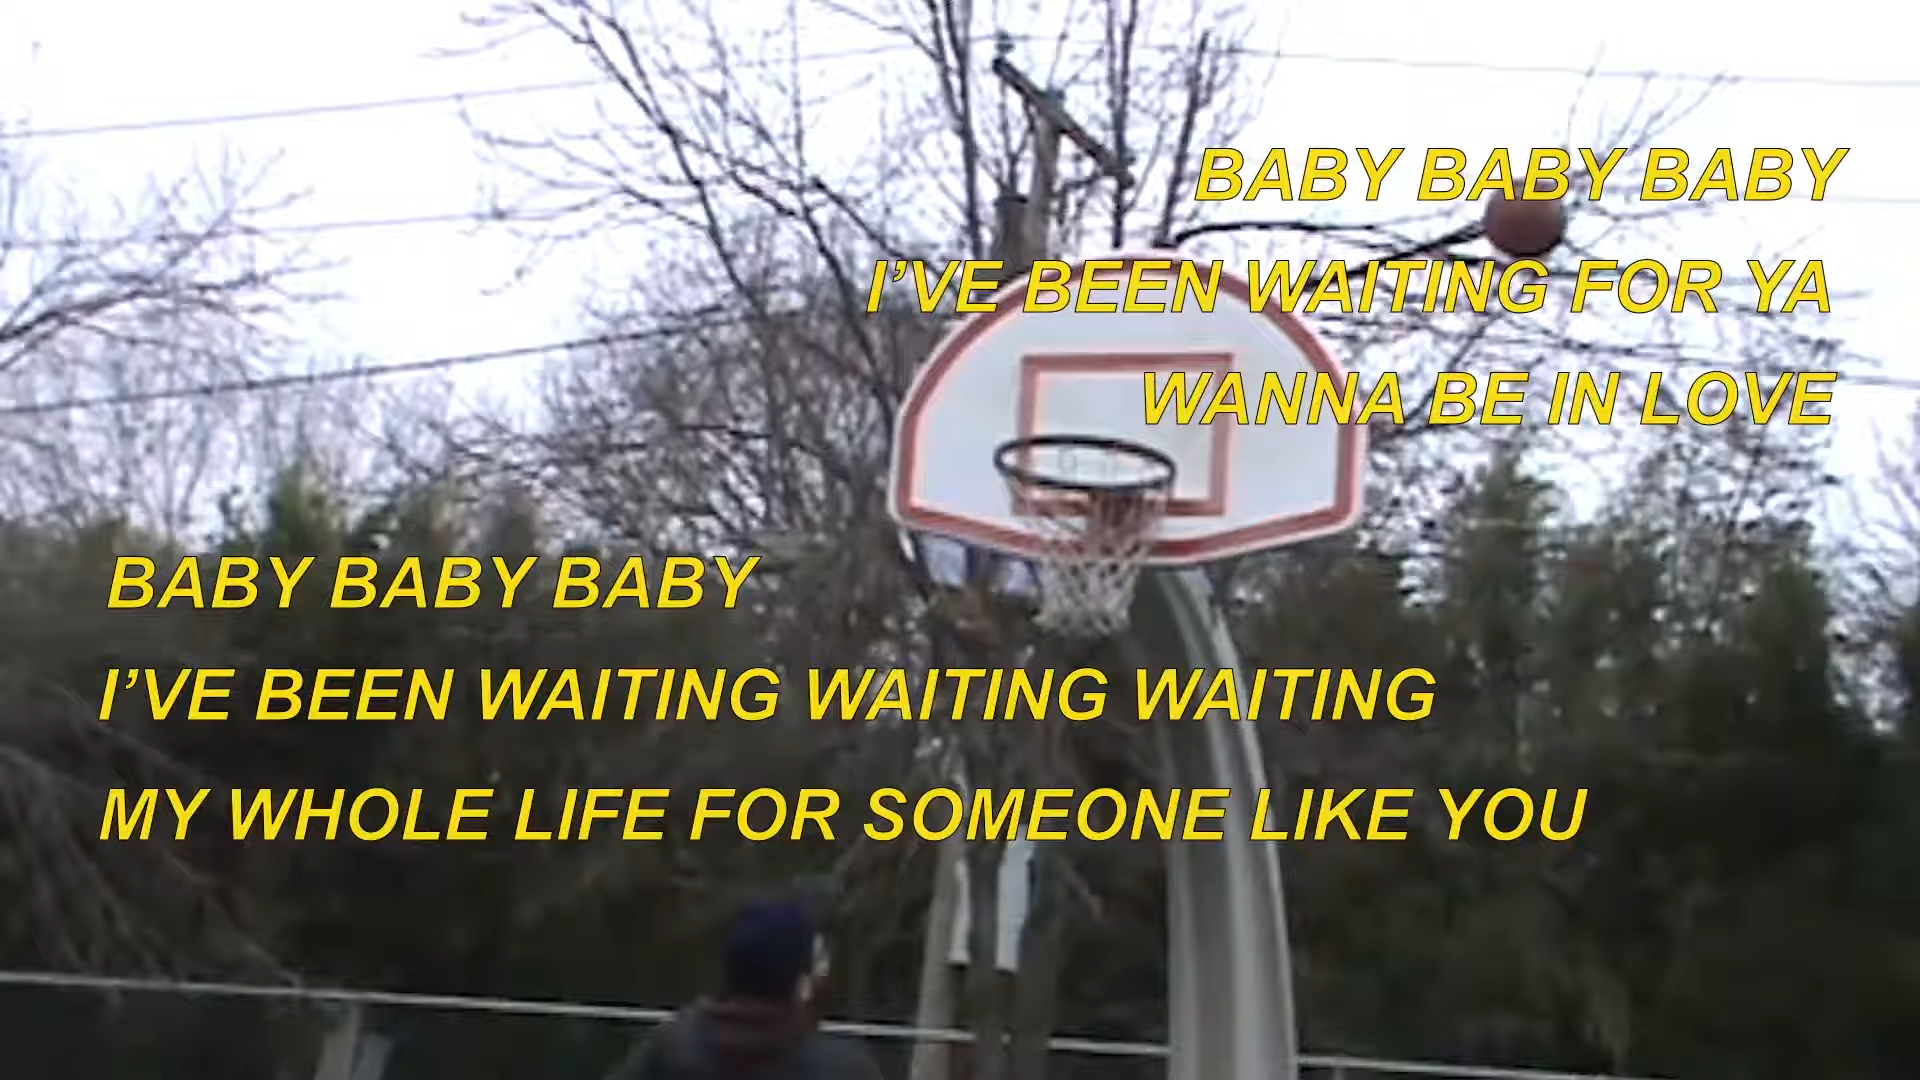 BABY BABY BABY
I’VE BEEN WAITING FOR YA
WANNA BE IN LOVE
BABY BABY BABY
I’VE BEEN WAITING WAITING WAITING
MY WHOLE LIFE FOR SOMEONE LIKE YOU